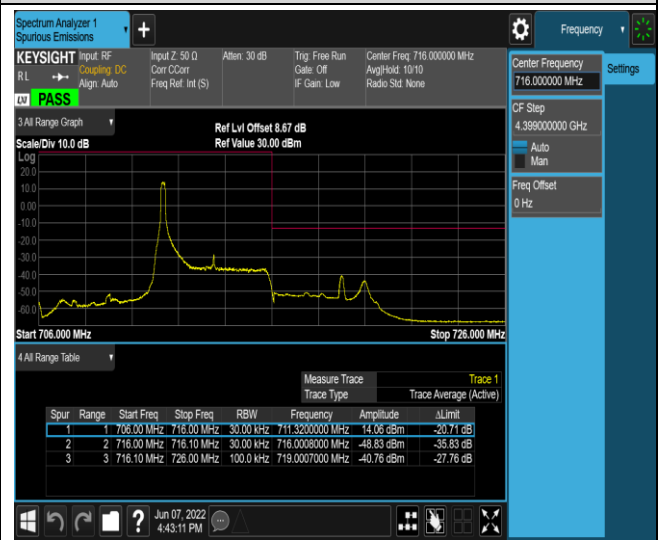 Spectrum Analyzer 1
Spurious Emissions
+
Frequency
KEYSIGHT Input: RF Input Z: 50 Ω Atten: 30 dB Trig: Free Run Center Freq: 716.000000 MHz
RL Coupling: DC Corr CCorr Gate: Off Avg|Hold: 10/10
Align: Auto Freq Ref: Int (S) IF Gain: Low Radio Std: None
LXI PASS
Center Frequency
716.000000 MHz
Settings
CF Step
4.399000000 GHz
Auto
Man
Freq Offset
0 Hz
3 All Range Graph
Ref Lvl Offset 8.67 dB
Scale/Div 10.0 dB Ref Value 30.00 dBm
Log
20.0
10.0
0.00
-10.0
-20.0
-30.0
-40.0
-50.0
-60.0
Start 706.000 MHz Stop 726.000 MHz
4 All Range Table
Measure Trace Trace 1
Trace Type Trace Average (Active)
Spur Range Start Freq Stop Freq RBW Frequency Amplitude ΔLimit
1 1 706.00 MHz 716.00 MHz 30.00 kHz 711.3200000 MHz 14.06 dBm -20.71 dB
2 2 716.00 MHz 716.10 MHz 30.00 kHz 716.0008000 MHz -48.83 dBm -35.83 dB
3 3 716.10 MHz 726.00 MHz 100.0 kHz 719.0007000 MHz -40.76 dBm -27.76 dB
? Jun 07, 2022
4:43:11 PM